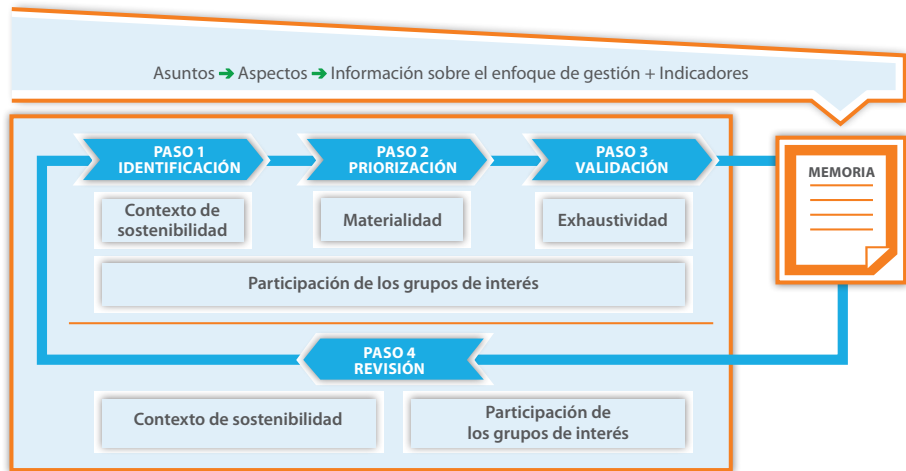 Asuntos ➔ Aspectos ➔ Información sobre el enfoque de gestión + Indicadores
PASO 1
IDENTIFICACIÓN
PASO 2
PRIORIZACIÓN
PASO 3
VALIDACIÓN
MEMORIA
Contexto de
sostenibilidad
Materialidad
Exhaustividad
Participación de los grupos de interés
PASO 4
REVISIÓN
Contexto de sostenibilidad
Participación de
los grupos de interés